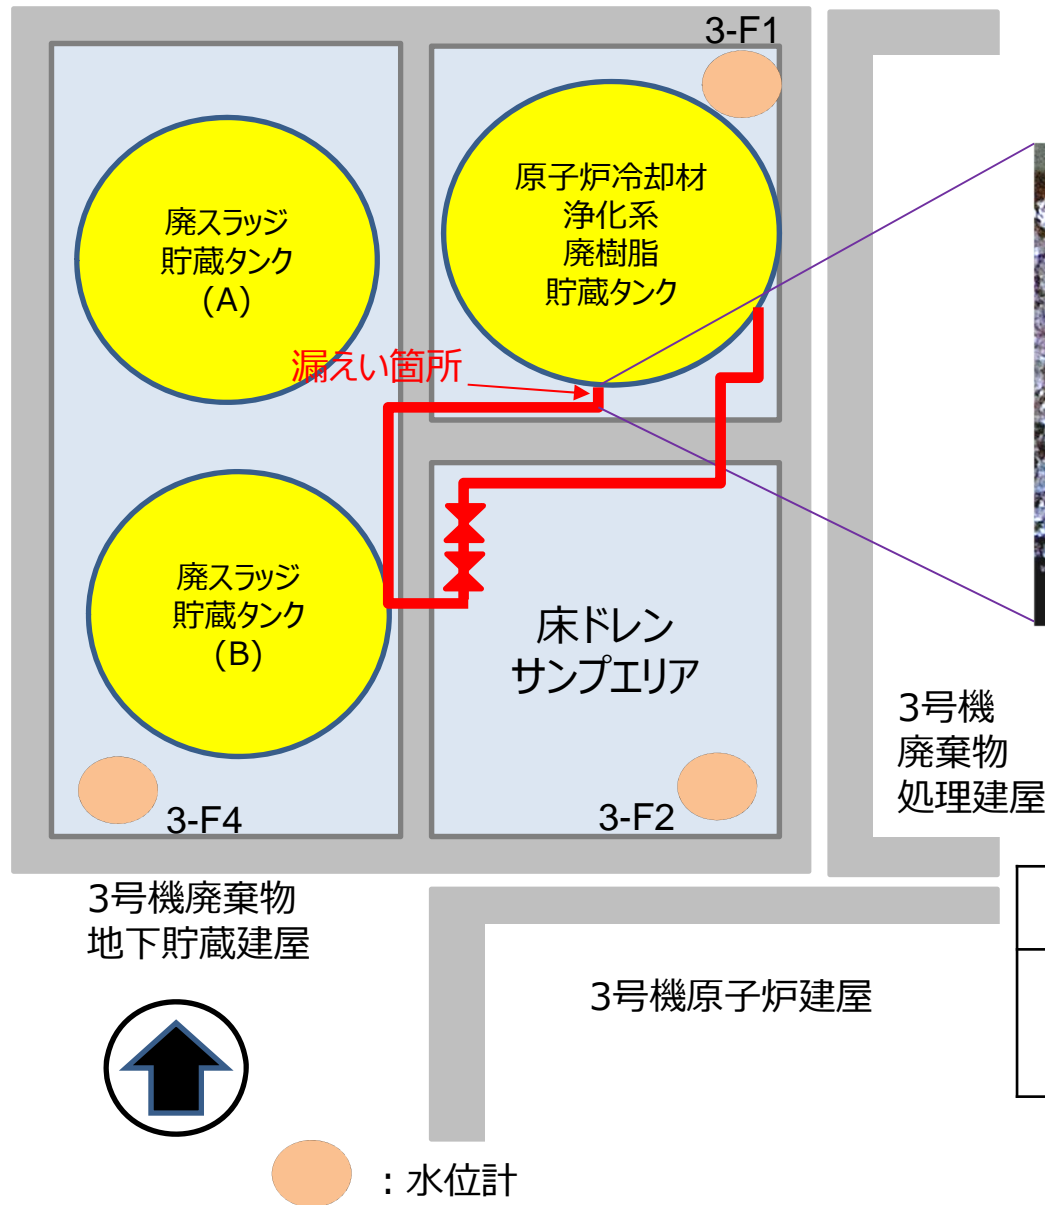 3-F1
原子炉冷却材
浄化系
廃樹脂
貯蔵タンク
廃スラッジ
貯蔵タンク
(A)
漏えい箇所
廃スラッジ
貯蔵タンク
(B)
床ドレン
サンプエリア
3-F4
3-F2
3号機
廃棄物
処理建屋
3号機廃棄物
地下貯蔵建屋
3号機原子炉建屋
：水位計